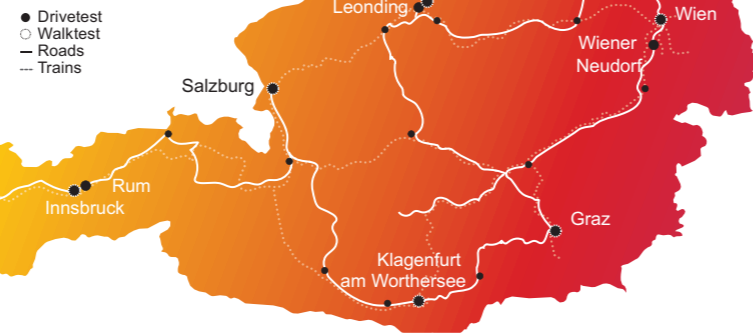 Drivetest
Walktest
Roads
Trains
Leonding
Wien
Wiener
Neudorf
Salzburg
Rum
Innsbruck
Graz
Klagenfurt
am Worthersee